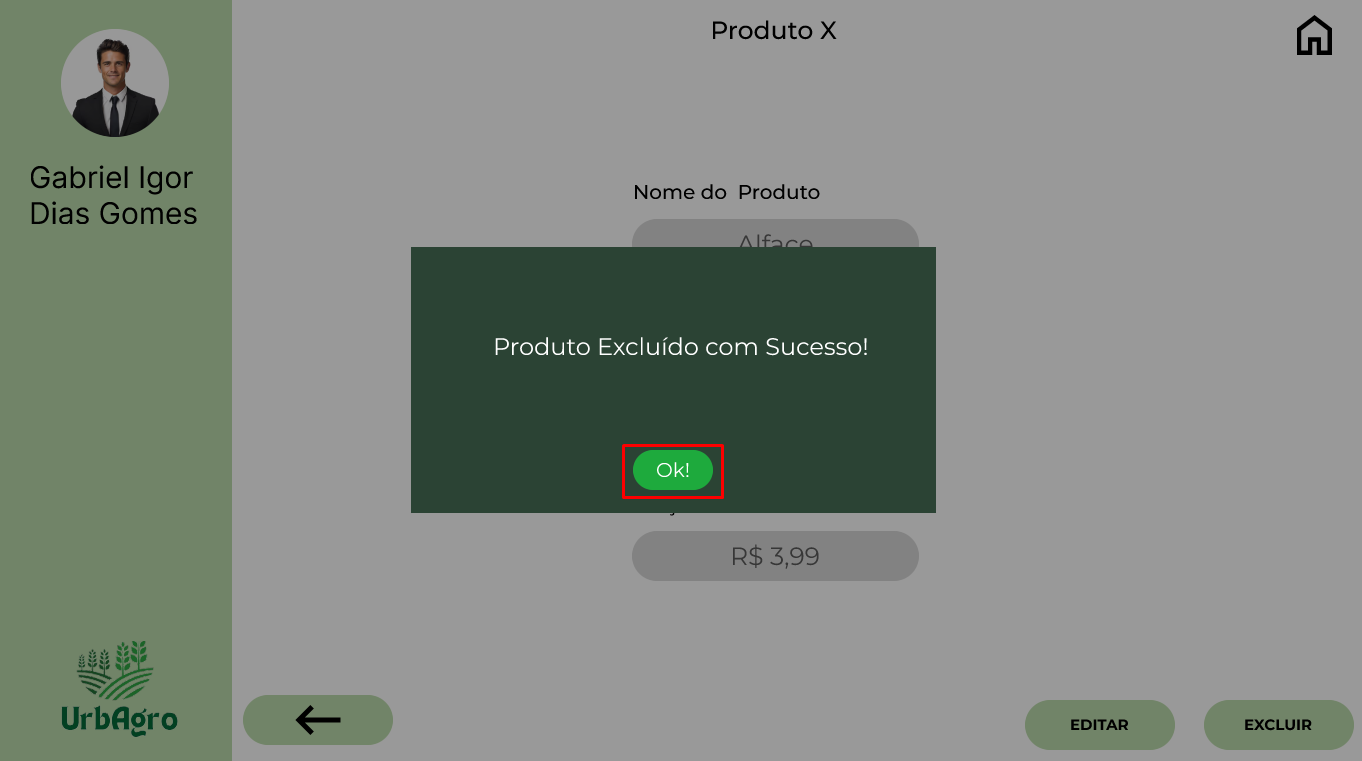 Produto X
Gabriel Igor
Dias Gomes
Nome do Produto
Alface
Produto Excluído com Sucesso!
Ok!
R$ 3,99
UrbAgro
EDITAR
EXCLUIR